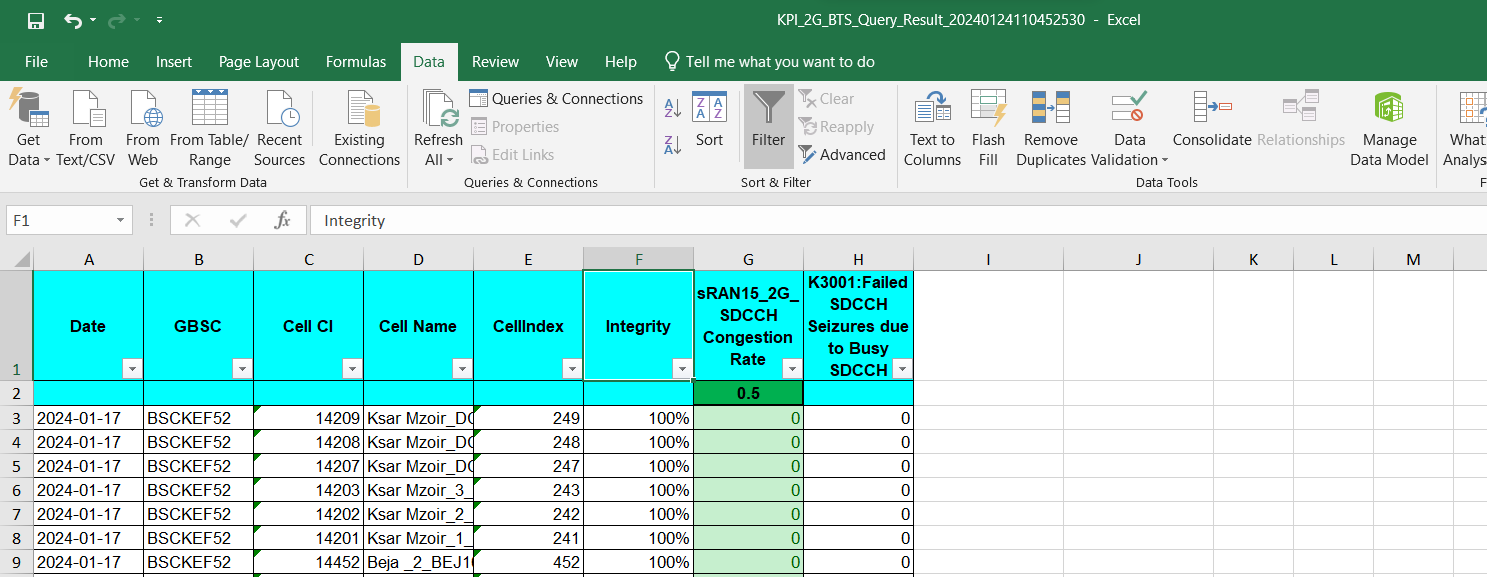 KPI_2G_BTS_Query_Result_20240124110452530 - Excel
File Home Insert Page Layout Formulas Data Review View Help Tell me what you want to do
Get Data From Text/CSV From Web From Table/ Range Recent Sources Existing Connections
Get & Transform Data
Refresh All Queries & Connections
Properties
Edit Links
Queries & Connections
Sort Filter Clear
Reapply
Advanced
Sort & Filter
Text to Columns Flash Fill Remove Duplicates Data Validation Consolidate Relationships Manage Data Model
Data Tools
F1 fx Integrity
A B C D E F G H I J K L M
1 Date GBSC Cell CI Cell Name CellIndex Integrity sRAN15_2G_ SDCCH Congestion Rate K3001:Failed SDCCH Seizures due to Busy SDCCH
2 0.5
3 2024-01-17 BSCKEF52 14209 Ksar Mzoir_DC 249 100% 0 0
4 2024-01-17 BSCKEF52 14208 Ksar Mzoir_DC 248 100% 0 0
5 2024-01-17 BSCKEF52 14207 Ksar Mzoir_DC 247 100% 0 0
6 2024-01-17 BSCKEF52 14203 Ksar Mzoir_3_ 243 100% 0 0
7 2024-01-17 BSCKEF52 14202 Ksar Mzoir_2_ 242 100% 0 0
8 2024-01-17 BSCKEF52 14201 Ksar Mzoir_1_ 241 100% 0 0
9 2024-01-17 BSCKEF52 14452 Beja _2_BEJ1 452 100% 0 0